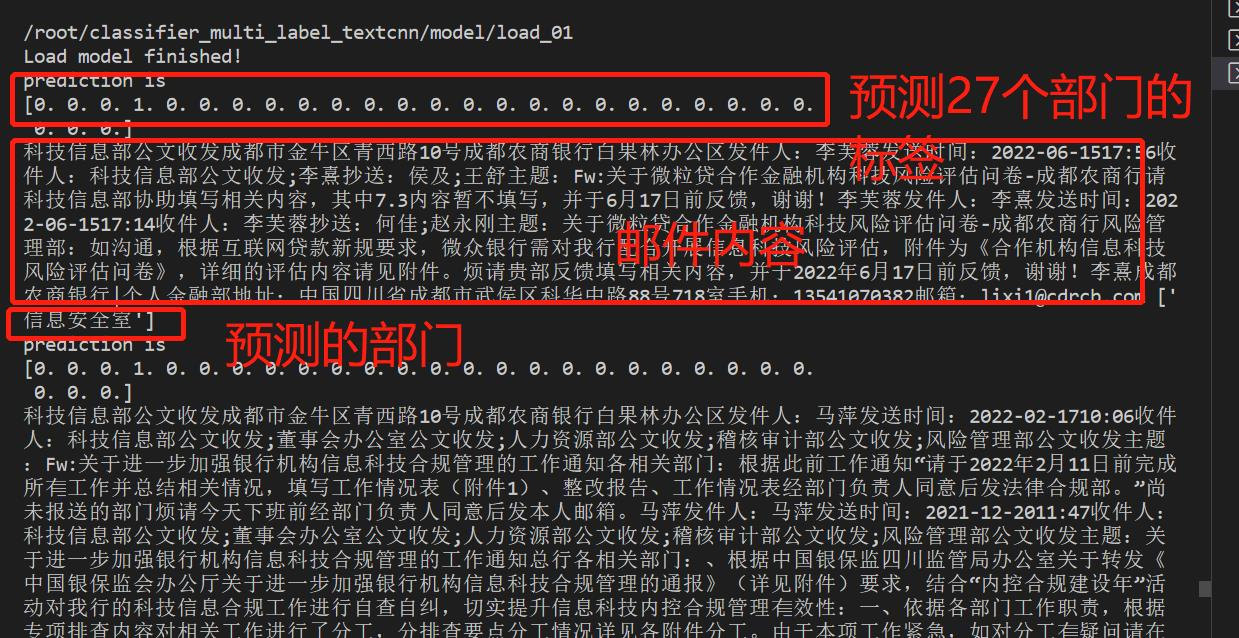 /root/classifier_multi_label_textcnn/model/load_01
Load model finished!
prediction is
[0. 0. 0. 1. 0. 0. 0. 0. 0. 0. 0. 0. 0. 0. 0. 0. 0. 0. 0. 0. 0. 0. 0. 0.
预测27个部门的
标签
0. 0. 0.]
科技信息部公文收发成都市金牛区青西路10号成都农商银行白果林办公区发件人：李芙蓉发送时间：2022-06-1517:56收
件人：科技信息部公文收发;李熹抄送：侯及;王舒主题：Fw:关于微粒贷合作金融机构科技风险评估问卷-成都农商行请
科技信息部协助填写相关内容，其中7.3内容暂不填写，并于6月17日前反馈，谢谢！李芙蓉发件人：李熹发送时间：202
2-06-1517:14收件人：李芙蓉抄送：何佳;赵永刚主题：关于微粒贷合作金融机构科技风险评估问卷-成都农商行风险管
理部：如沟通，根据互联网贷款新规要求，微众银行需对我行 展信息科技风险评估，附件为《合作机构信息科技
邮件内容
风险评估问卷》，详细的评估内容请见附件。烦请贵部反馈填写相关内容，并于2022年6月17日前反馈，谢谢！李熹成都
农商银行|个人金融部地址：中国四川省成都市武侯区科华中路88号718室手机：13541070382邮箱：lixi1@cdrcb.com ['
信息安全室']
预测的部门
prediction is
[0. 0. 0. 1. 0. 0. 0. 0. 0. 0. 0. 0. 0. 0. 0. 0. 0. 0. 0. 0. 0. 0. 0. 0.
0. 0. 0.]
科技信息部公文收发成都市金牛区青西路10号成都农商银行白果林办公区发件人：马萍发送时间：2022-02-1710:06收件
人：科技信息部公文收发;董事会办公室公文收发;人力资源部公文收发;稽核审计部公文收发;风险管理部公文收发主题
：Fw:关于进一步加强银行机构信息科技合规管理的工作通知各相关部门：根据此前工作通知“请于2022年2月11日前完成
所有工作并总结相关情况，填写工作情况表（附件1）、整改报告、工作情况表经部门负责人同意后发法律合规部。”尚
未报送的部门烦请今天下班前经部门负责人同意后发本人邮箱。马萍发件人：马萍发送时间：2021-12-2011:47收件人：
科技信息部公文收发;董事会办公室公文收发;人力资源部公文收发;稽核审计部公文收发;风险管理部公文收发主题：关
于进一步加强银行机构信息科技合规管理的工作通知总行各相关部门：、根据中国银保监四川监管局办公室关于转发《
中国银保监会办公厅关于进一步加强银行机构信息科技合规管理的通报》（详见附件）要求，结合“内控合规建设年”活
动对我行的科技信息合规工作进行自查自纠，切实提升信息科技内控合规管理有效性：一、依据各部门工作职责，根据
专项排查内容对相关工作进行了分工，分排查要点分工情况详见各附件分工。由于本项工作紧急，如对分工有疑问请在